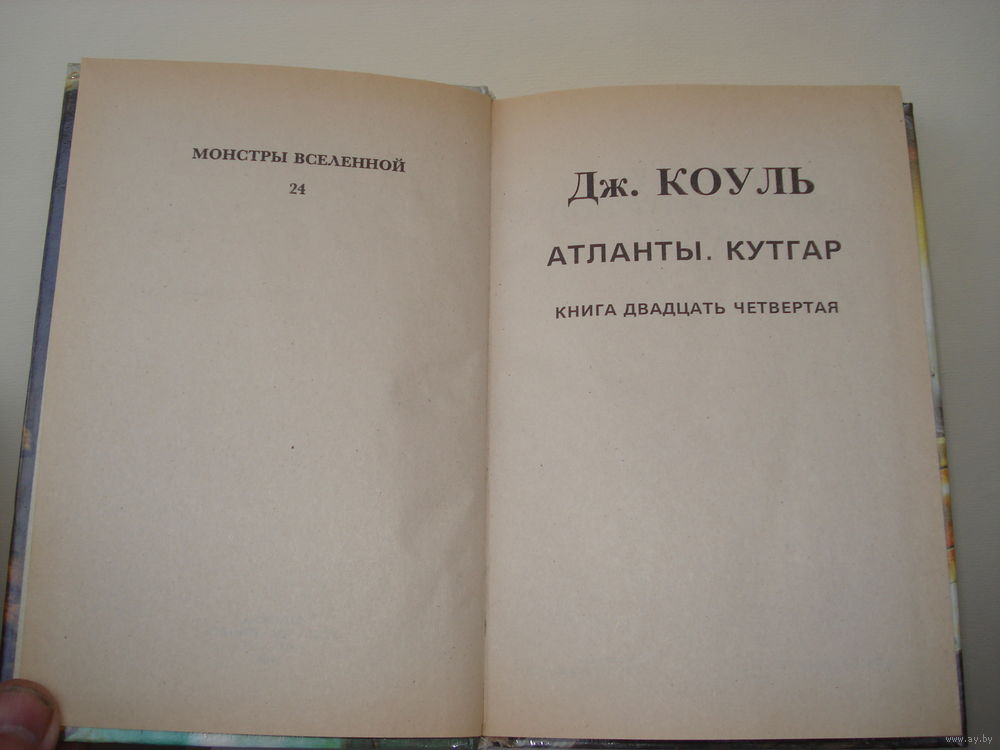 МОНСТРЫ ВСЕЛЕННОЙ
24
Дж. КОУЛЬ
АТЛАНТЫ. КУТГАР
КНИГА ДВАДЦАТЬ ЧЕТВЕРТАЯ
www.ay.by